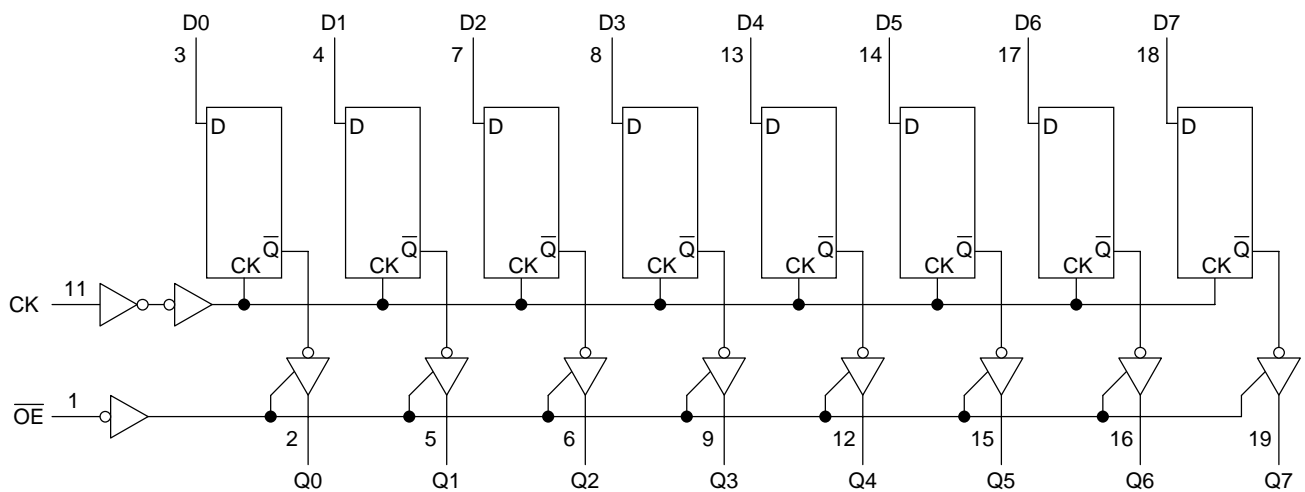 D0 D1 D2 D3 D4 D5 D6 D7
3 4 7 8 13 14 17 18
D D D D D D D D
Q̅ Q̅ Q̅ Q̅ Q̅ Q̅ Q̅ Q̅
CK CK CK CK CK CK CK CK
CK 11
O̅E̅ 1
2 5 6 9 12 15 16 19
Q0 Q1 Q2 Q3 Q4 Q5 Q6 Q7